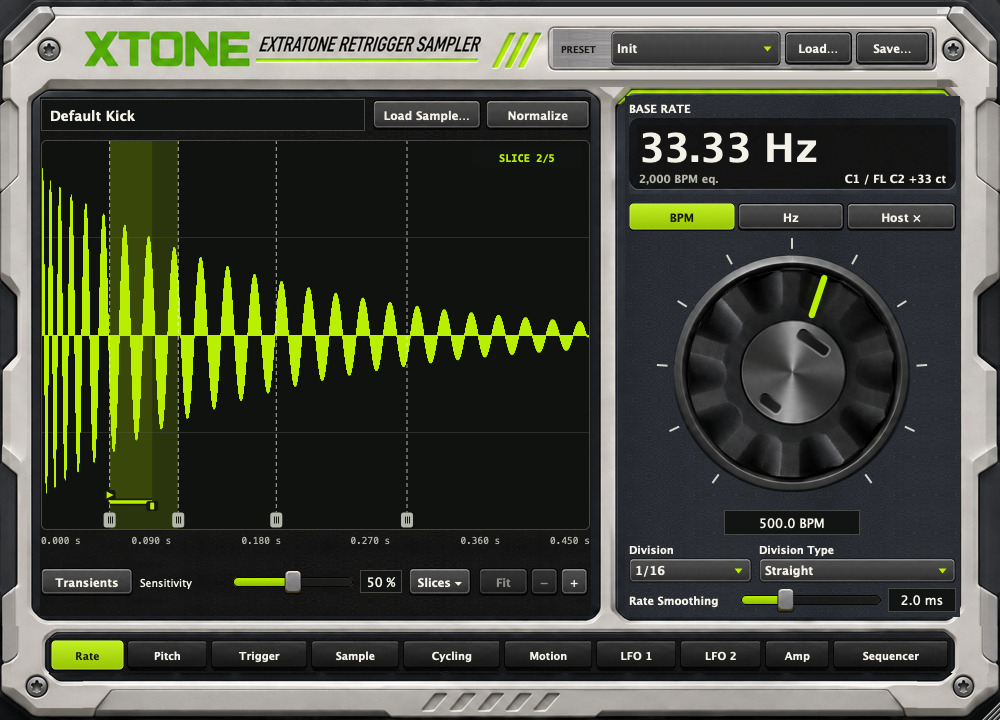 XTONE EXTRATONE RETRIGGER SAMPLER PRESET Init Load... Save...
Default Kick Load Sample... Normalize
SLICE 2/5
0.000 s 0.090 s 0.180 s 0.270 s 0.360 s 0.450 s
Transients Sensitivity 50 % Slices Fit − +
BASE RATE
33.33 Hz
2,000 BPM eq. C1 / FL C2 +33 ct
BPM Hz Host ×
500.0 BPM
Division Division Type
1/16 Straight
Rate Smoothing 2.0 ms
Rate Pitch Trigger Sample Cycling Motion LFO 1 LFO 2 Amp Sequencer